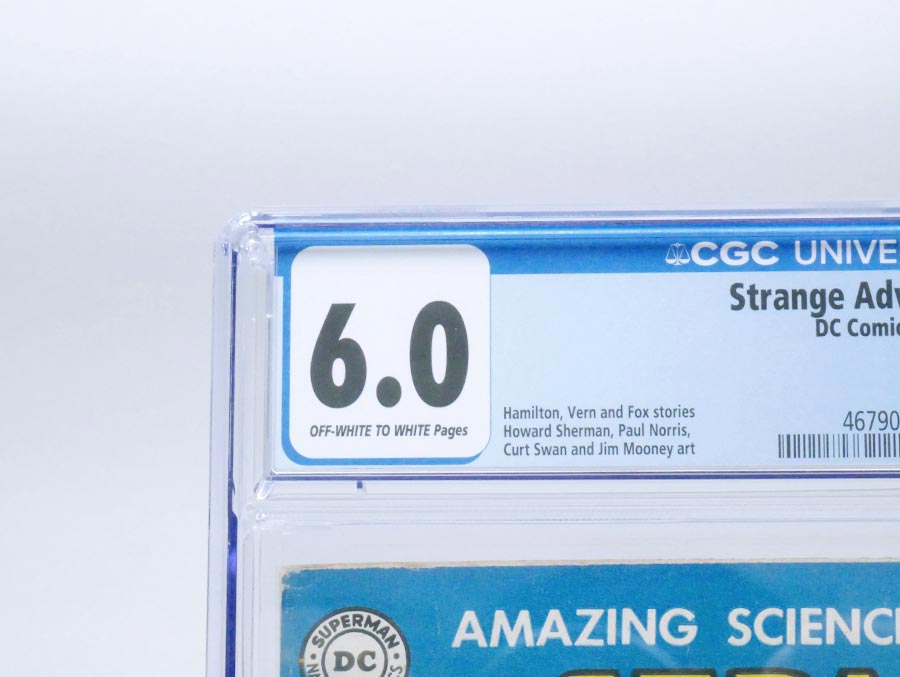 CGC UNIVE
Strange Adv
DC Comic
6.0
OFF-WHITE TO WHITE Pages
Hamilton, Vern and Fox stories
Howard Sherman, Paul Norris,
Curt Swan and Jim Mooney art
46790
AMAZING SCIENC
SUPERMAN
DC